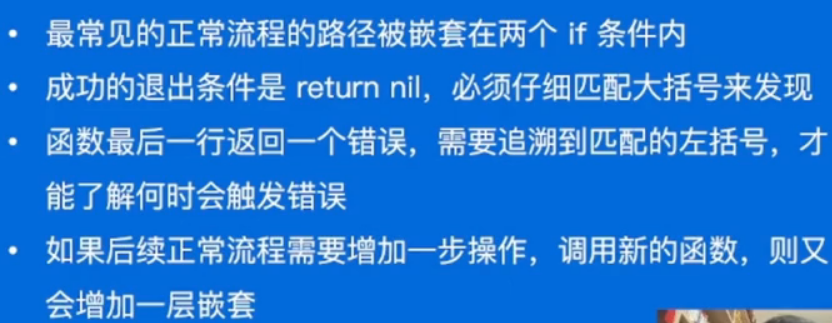 • 最常见的正常流程的路径被嵌套在两个 if 条件内
• 成功的退出条件是 return nil，必须仔细匹配大括号来发现
• 函数最后一行返回一个错误，需要追溯到匹配的左括号，才
能了解何时会触发错误
• 如果后续正常流程需要增加一步操作，调用新的函数，则又
会增加一层嵌套